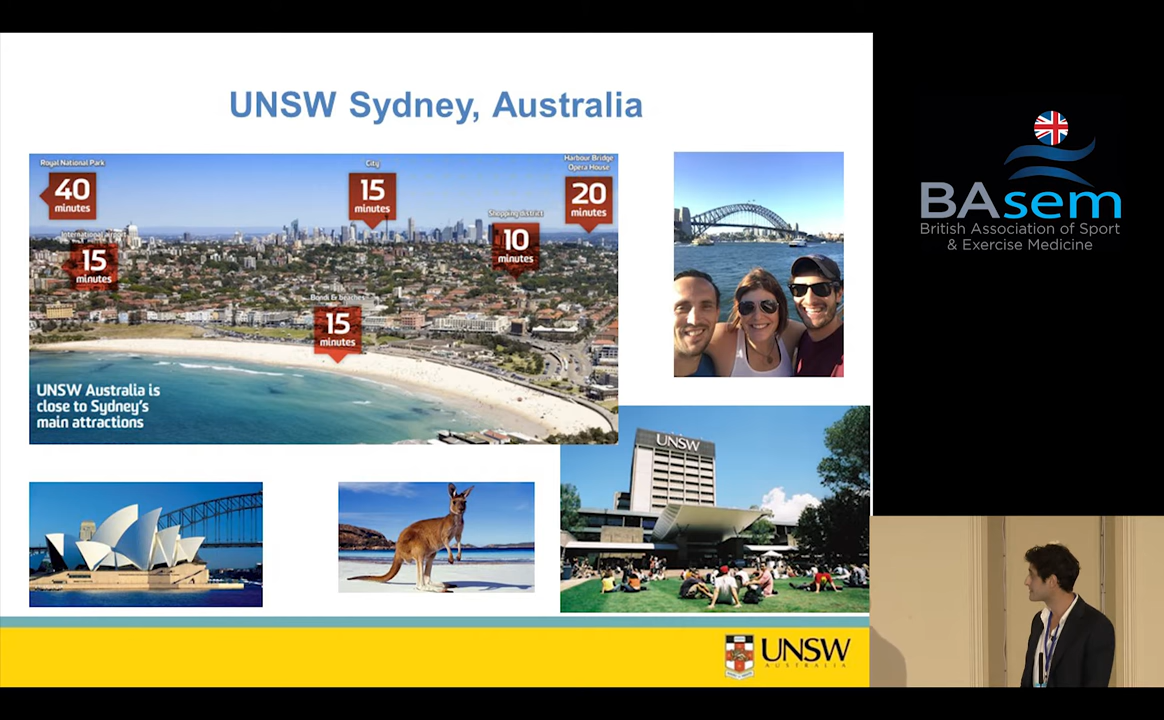 UNSW Sydney, Australia
Royal National Park
40
minutes
City
15
minutes
Harbour Bridge
Opera House
20
minutes
International airport
15
minutes
Shopping district
10
minutes
Bondi & beaches
15
minutes
UNSW Australia is
close to Sydney's
main attractions
UNSW
UNSW
AUSTRALIA
BAsem
British Association of Sport
& Exercise Medicine